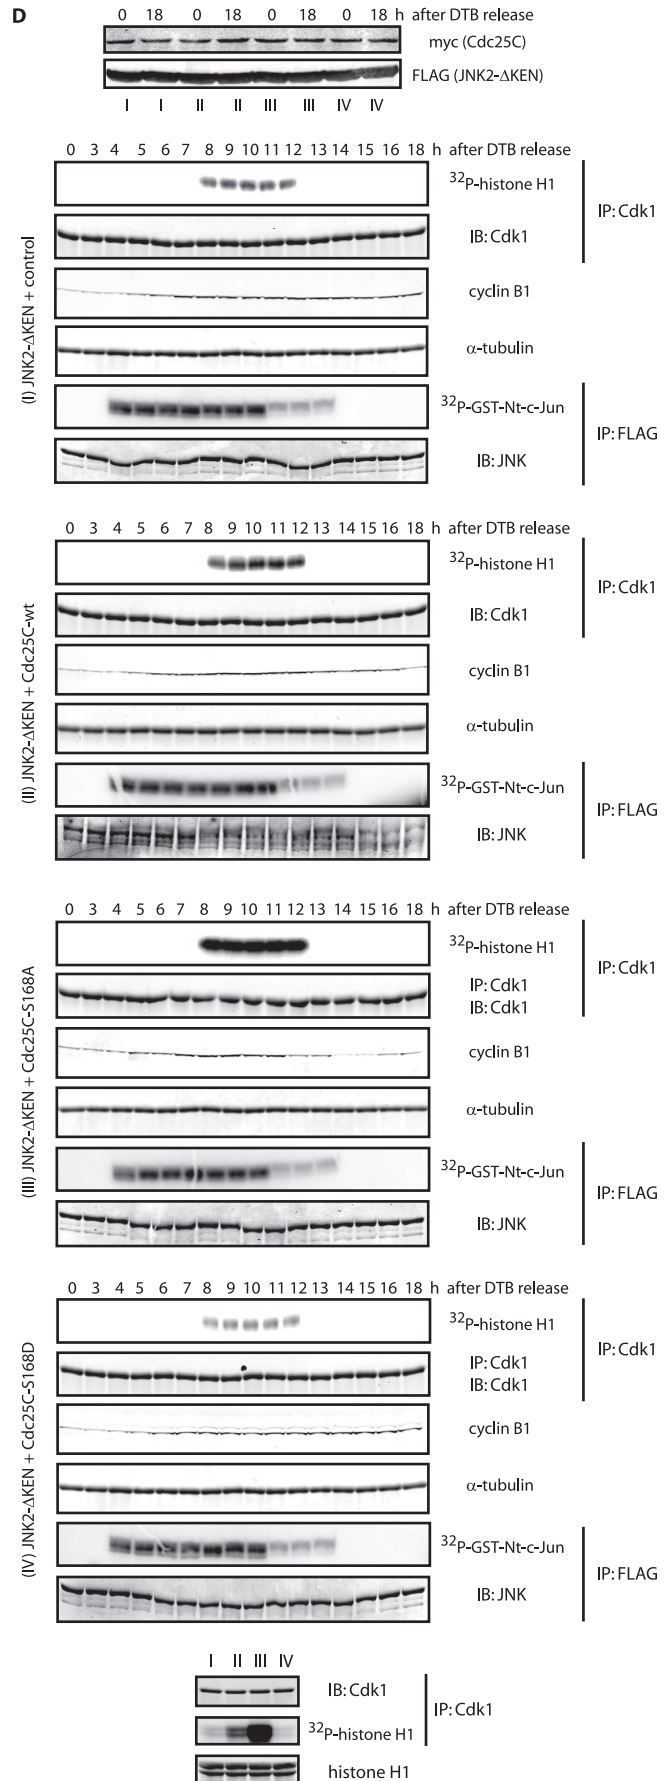 D
0 18 0 18 0 18 0 18 h after DTB release
myc (Cdc25C)
FLAG (JNK2-ΔKEN)
I I II II III III IV IV
(I) JNK2-ΔKEN + control
0 3 4 5 6 7 8 9 10 11 12 13 14 15 16 18 h after DTB release
32P-histone H1
IB: Cdk1
IP: Cdk1
cyclin B1
α-tubulin
32P-GST-Nt-c-Jun
IB: JNK
IP: FLAG
(II) JNK2-ΔKEN + Cdc25C-wt
0 3 4 5 6 7 8 9 10 11 12 13 14 15 16 18 h after DTB release
32P-histone H1
IB: Cdk1
IP: Cdk1
cyclin B1
α-tubulin
32P-GST-Nt-c-Jun
IB: JNK
IP: FLAG
(III) JNK2-ΔKEN + Cdc25C-S168A
0 3 4 5 6 7 8 9 10 11 12 13 14 15 16 18 h after DTB release
32P-histone H1
IP: Cdk1
IB: Cdk1
IP: Cdk1
cyclin B1
α-tubulin
32P-GST-Nt-c-Jun
IB: JNK
IP: FLAG
(IV) JNK2-ΔKEN + Cdc25C-S168D
0 3 4 5 6 7 8 9 10 11 12 13 14 15 16 18 h after DTB release
32P-histone H1
IP: Cdk1
IB: Cdk1
IP: Cdk1
cyclin B1
α-tubulin
32P-GST-Nt-c-Jun
IB: JNK
IP: FLAG
I II III IV
IB: Cdk1
32P-histone H1
IP: Cdk1
histone H1